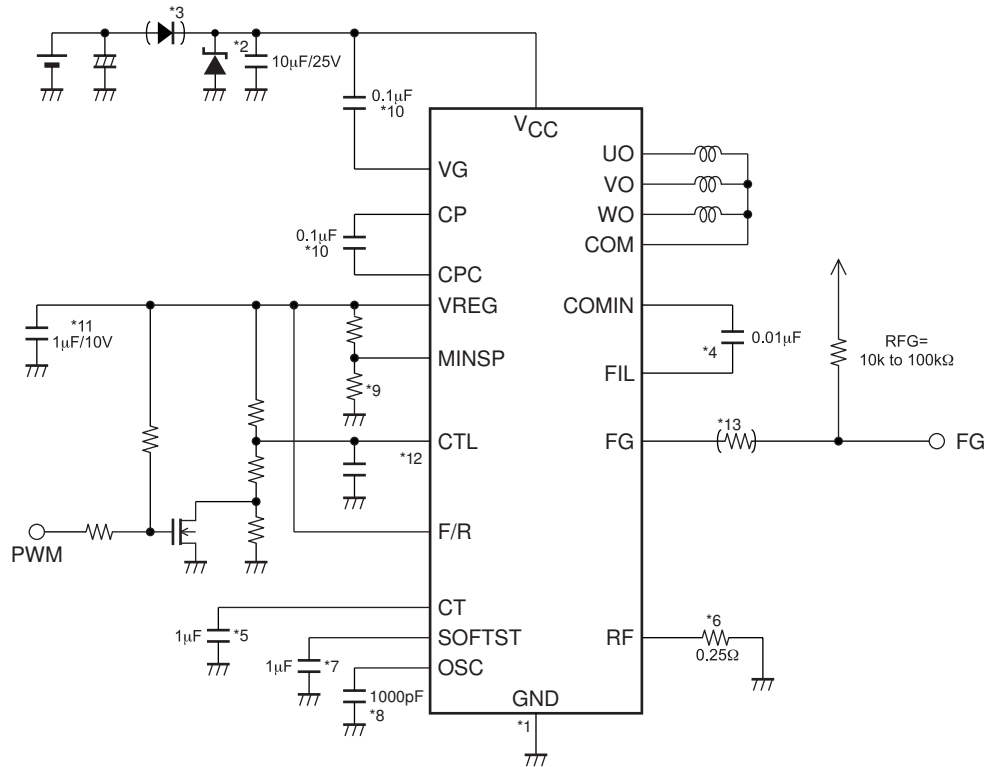 *3
*2
10µF/25V
0.1µF
*10
VCC
VG
UO
VO
WO
COM
CP
0.1µF
*10
CPC
VREG
COMIN
*11
1µF/10V
*4
0.01µF
RFG=
10k to 100kΩ
MINSP
FIL
*9
*13
CTL
FG
FG
*12
PWM
F/R
CT
1µF
*5
SOFTST
RF
*6
0.25Ω
1µF
*7
OSC
1000pF
*8
GND
*1